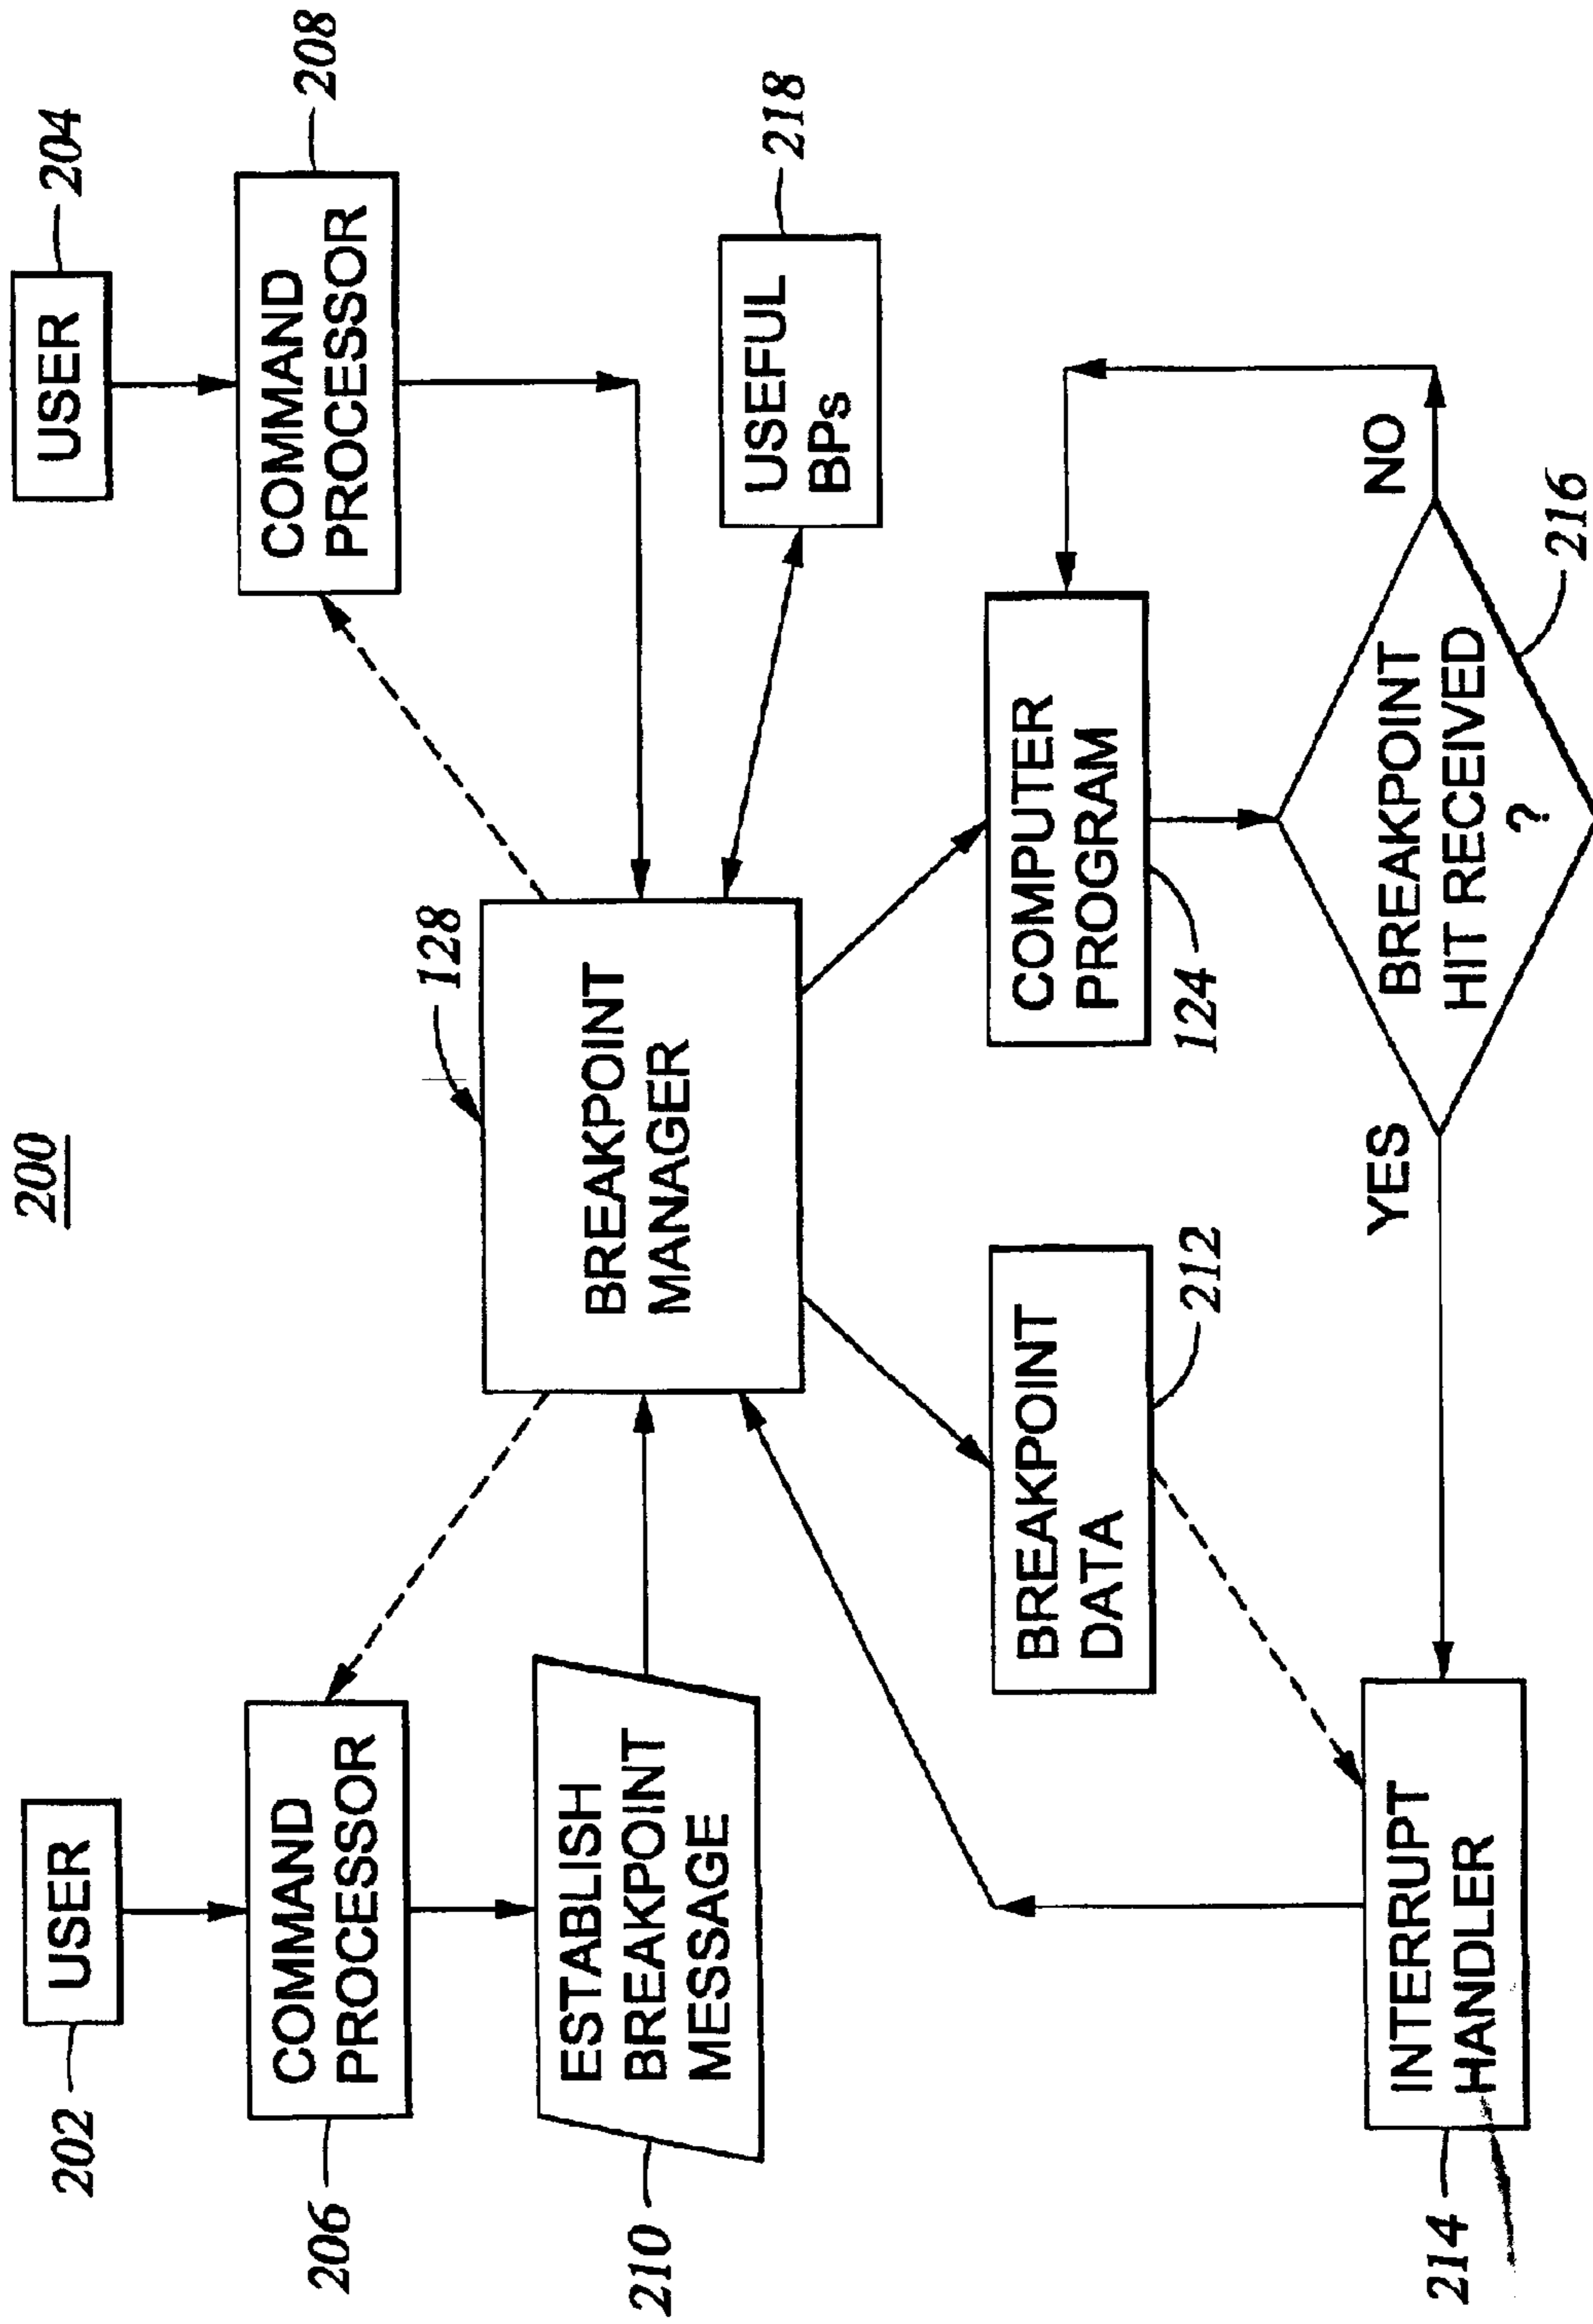 200
USER
202
USER
204
COMMAND
PROCESSOR
206
COMMAND
PROCESSOR
208
128
ESTABLISH
BREAKPOINT
MESSAGE
210
BREAKPOINT
MANAGER
USEFUL
BPs
218
BREAKPOINT
DATA
212
COMPUTER
PROGRAM
124
INTERRUPT
HANDLER
214
YES
BREAKPOINT
HIT RECEIVED
?
NO
216